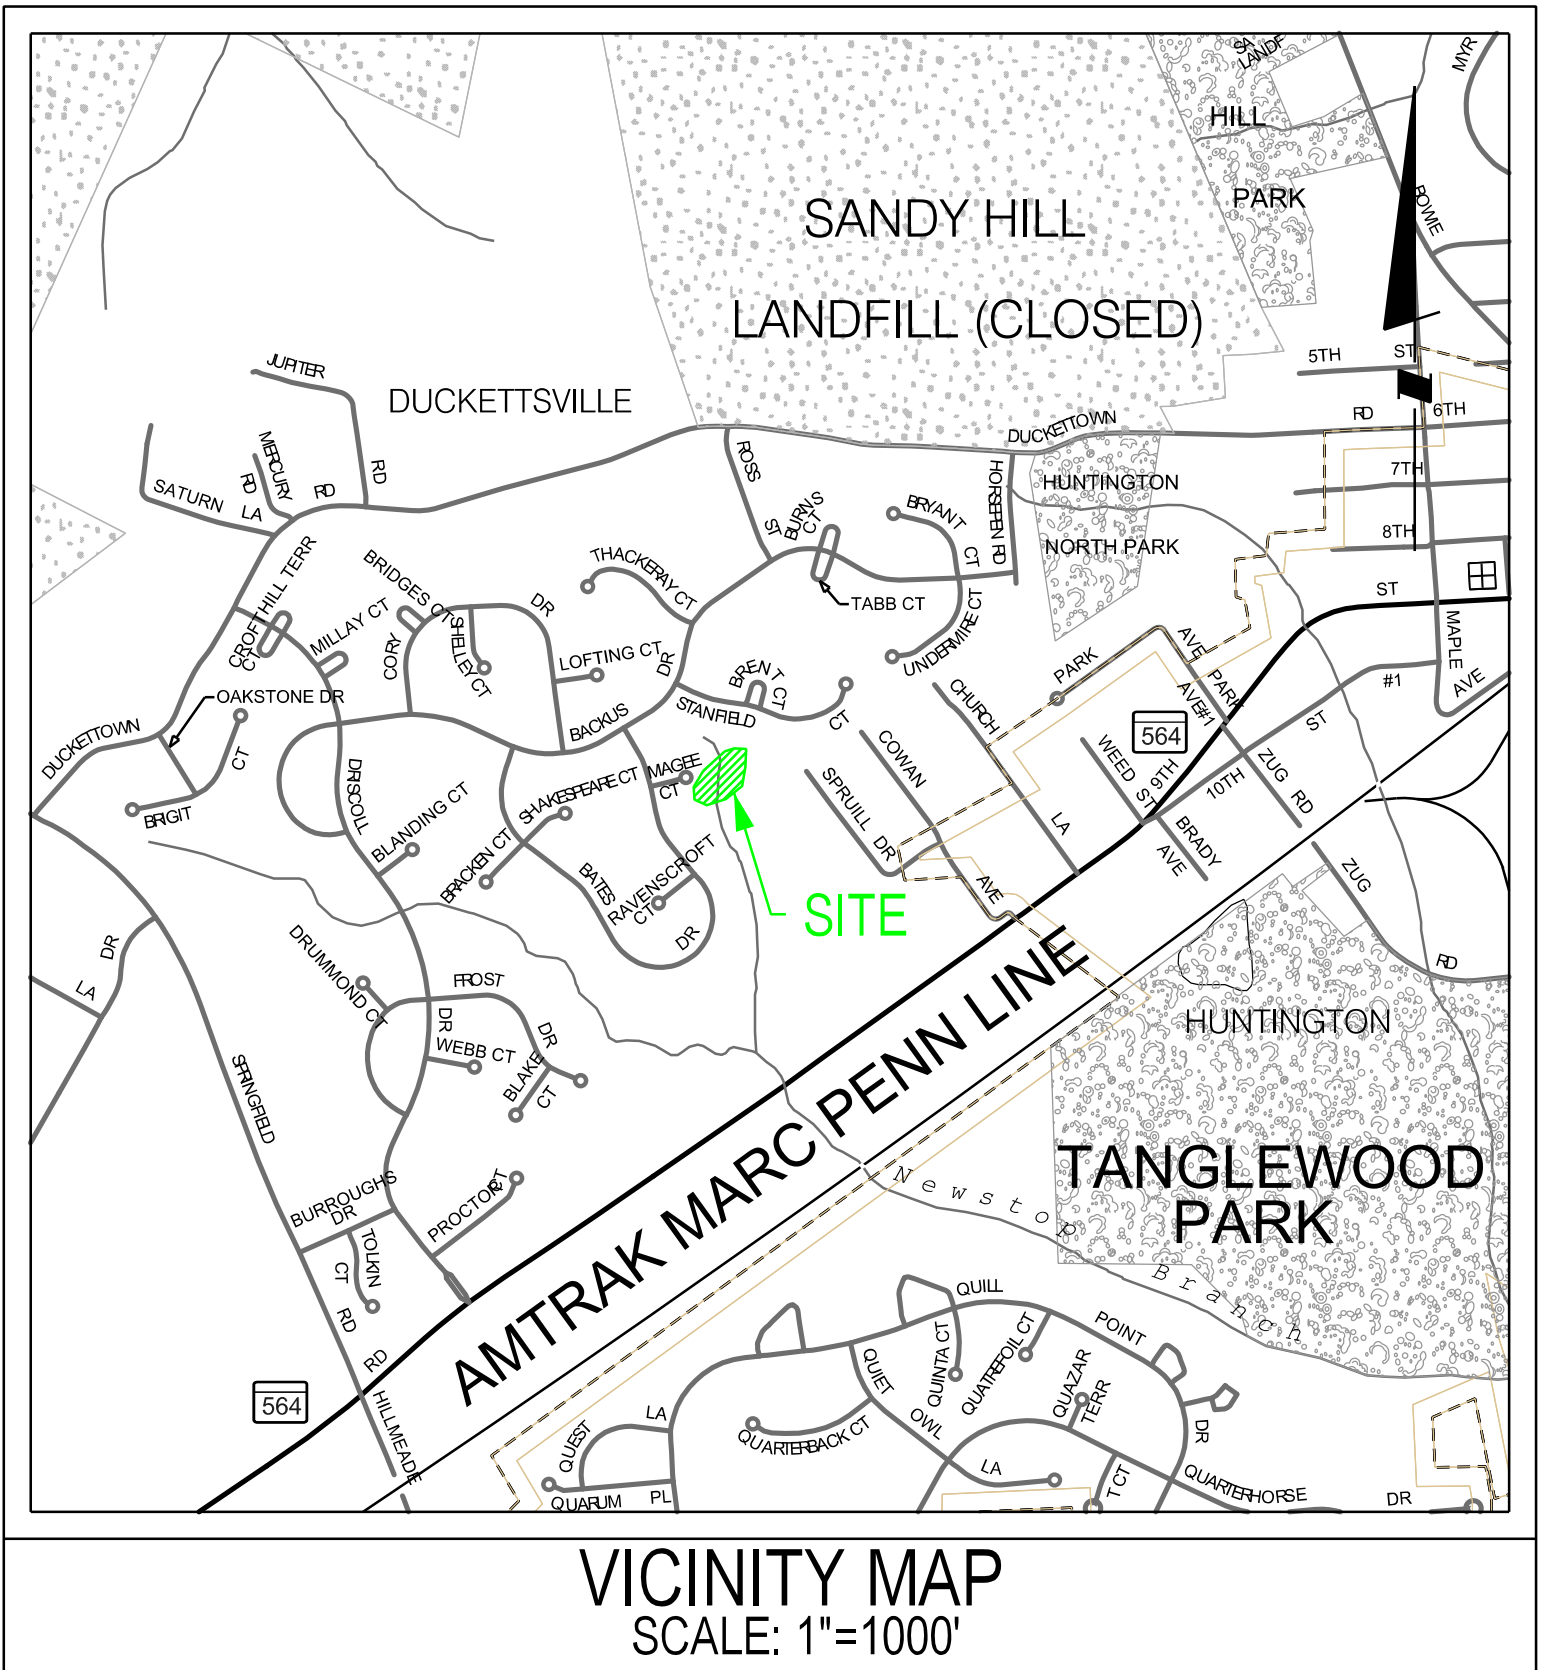 SA
LANDF
MYR
HILL
PARK
BOWIE
SANDY HILL
LANDFILL (CLOSED)
5TH ST
JUPITER
RD
DUCKETTSVILLE
DUCKETTOWN RD
6TH
7TH
8TH
ST
MERCURY
RD
SATURN LA
RD
ROSS
ST
BURNS
CT
TABB CT
BRYANT
CT
HORSEPEN RD
HUNTINGTON
NORTH PARK
THACKERAY CT
BRIDGES CT
SHELLEY CT
DR
CORY
LOFTING CT
CROFT HILL TERR
CT
MILLAY CT
OAKSTONE DR
DUCKETTOWN
BRIGIT
CT
BACKUS
DR
STANFIELD
CT
BRENT
CT
UNDERMIRE CT
CHURCH
LA
PARK
AVE
PARK
AVE#1
MAPLE
AVE
#1
ST
564
WEED
ST
9TH
10TH
ZUG
RD
BRADY
AVE
COWAN
AVE
SPRUILL
DR
MAGEE
CT
SHAKESPEARE CT
DRISCOLL
DR
BLANDING CT
BRACKEN CT
BATES
DR
RAVENSCROFT
CT
SITE
ZUG
RD
DRUMMOND CT
FROST
DR
WEBB CT
BLAKE
CT
LA
DR
SPRINGFIELD
RD
HUNTINGTON
TANGLEWOOD
PARK
AMTRAK MARC PENN LINE
Newstop
Branch
BURROUGHS
DR
TOLKIN
CT
PROCTOR
CT
RD
564
HILLMEADE
QUILL
POINT
DR
QUINTA CT
QUATREFOIL CT
QUAZAR
TERR
QUIET
OWL
LA
QUARTERBACK CT
QUEST
LA
QUARUM PL
T CT
QUARTERHORSE DR
VICINITY MAP
SCALE: 1"=1000'